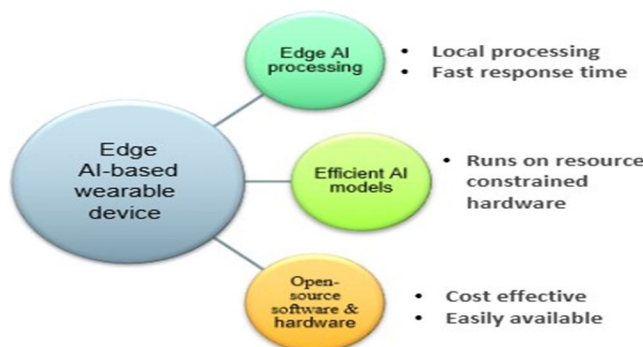 Edge AI
processing
• Local processing
• Fast response time
Edge
AI-based
wearable
device
Efficient AI
models
• Runs on resource
constrained
hardware
Open-
source
software &
hardware
• Cost effective
• Easily available